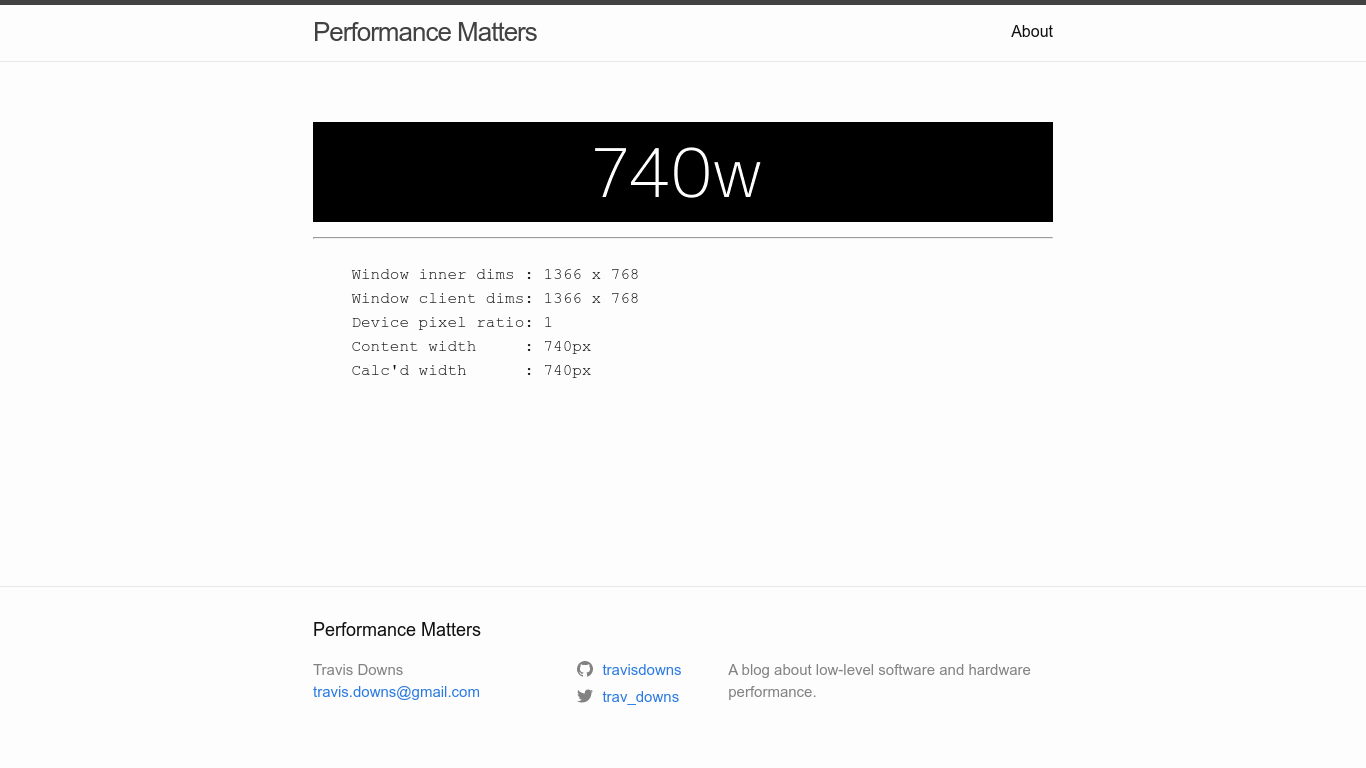 Performance Matters
About
740w
Window inner dims : 1366 x 768
Window client dims: 1366 x 768
Device pixel ratio: 1
Content width     : 740px
Calc'd width      : 740px
Performance Matters
Travis Downs
travis.downs@gmail.com
travisdowns
trav_downs
A blog about low-level software and hardware
performance.